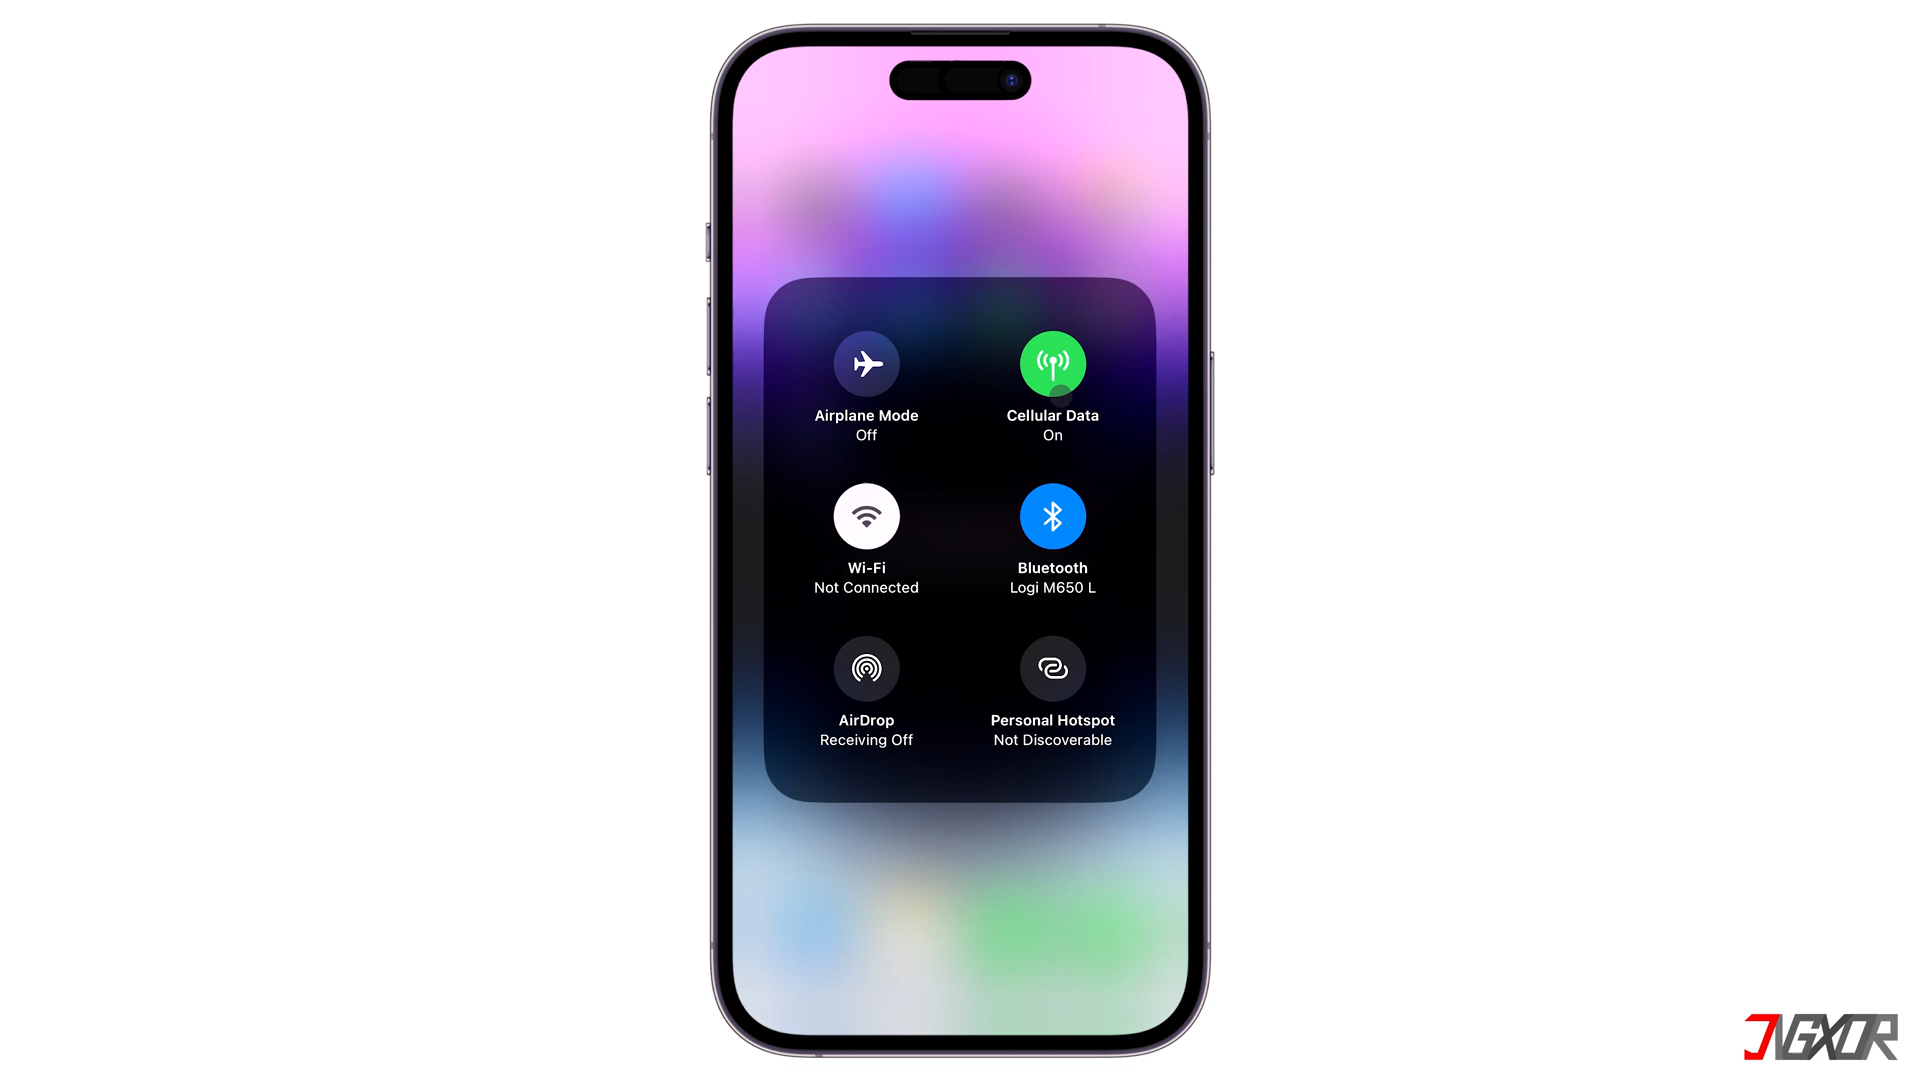 Airplane Mode
Off
Cellular Data
On
Wi-Fi
Not Connected
Bluetooth
Logi M650 L
AirDrop
Receiving Off
Personal Hotspot
Not Discoverable
JVGXOR